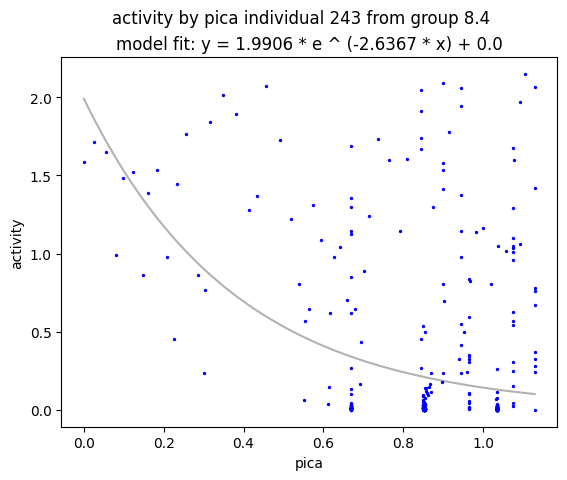 activity by pica individual 243 from group 8.4
model fit: y = 1.9906 * e ^ (-2.6367 * x) + 0.0
2.0
1.5
1.0
0.5
0.0
activity
0.0 0.2 0.4 0.6 0.8 1.0
pica